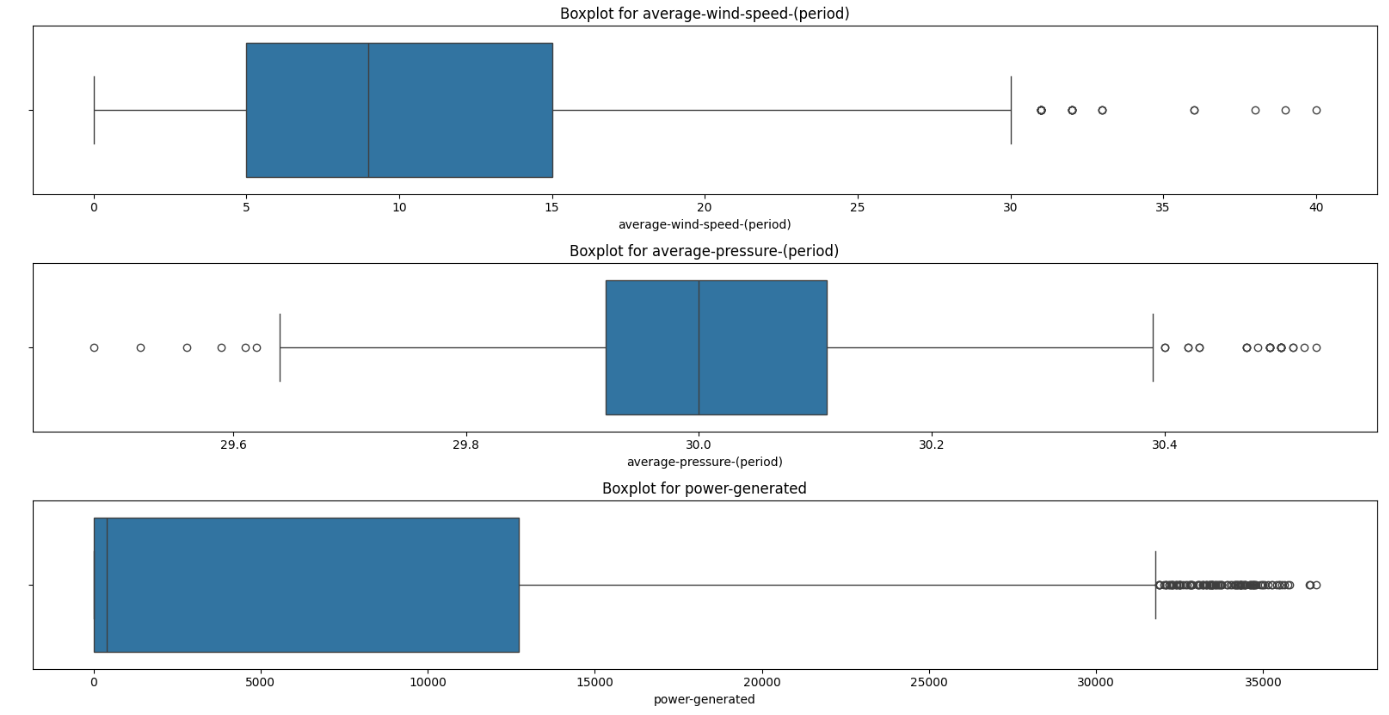 Boxplot for average-wind-speed-(period)
0 5 10 15 20 25 30 35 40
average-wind-speed-(period)
Boxplot for average-pressure-(period)
29.6 29.8 30.0 30.2 30.4
average-pressure-(period)
Boxplot for power-generated
0 5000 10000 15000 20000 25000 30000 35000
power-generated